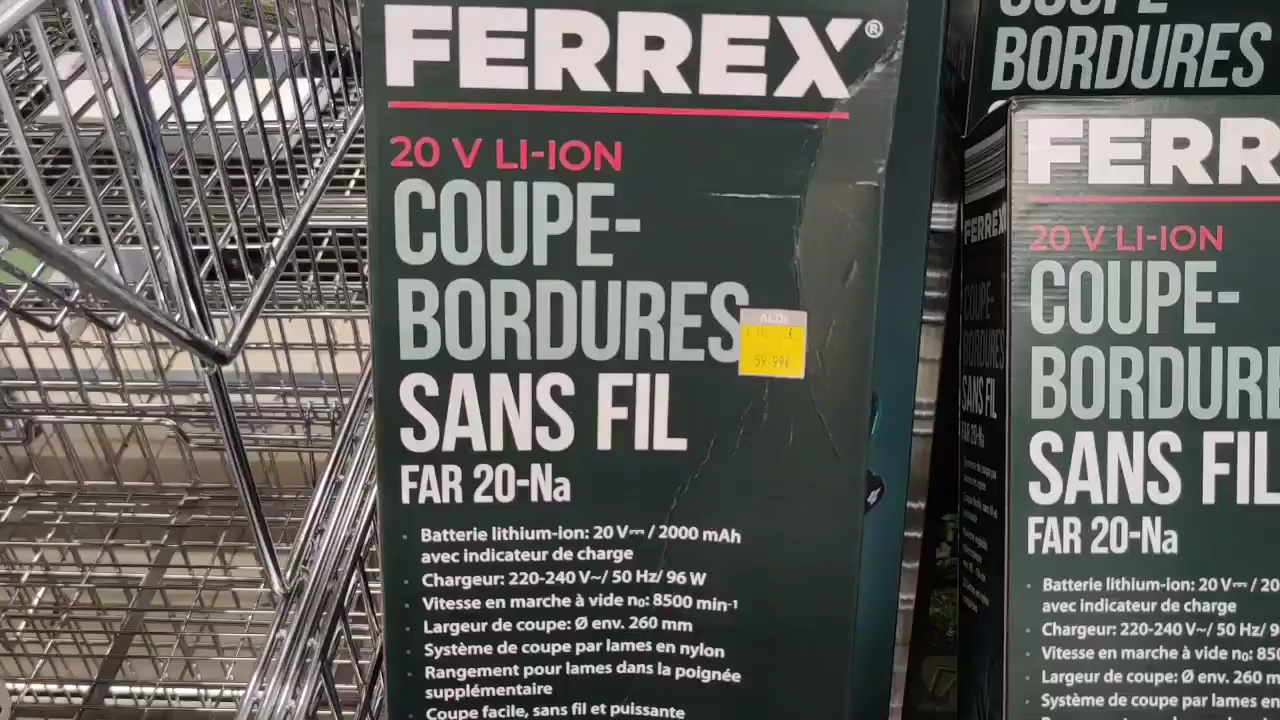 FERREX®
20 V LI-ION
COUPE-
BORDURES
SANS FIL
FAR 20-Na
ALDI
59.99€
• Batterie lithium-ion: 20 V⎓ / 2000 mAh
avec indicateur de charge
• Chargeur: 220-240 V~/ 50 Hz/ 96 W
• Vitesse en marche à vide n₀: 8500 min⁻¹
• Largeur de coupe: Ø env. 260 mm
• Système de coupe par lames en nylon
• Rangement pour lames dans la poignée
supplémentaire
• Coupe facile, sans fil et puissante
BORDURES
FERREX
COUPE-
BORDURES
SANS FIL
FAR 20-Na
FERR
20 V LI-ION
COUPE-
BORDURE
SANS FIL
FAR 20-Na
• Batterie lithium-ion: 20 V⎓ / 20
avec indicateur de charge
• Chargeur: 220-240 V~/ 50 Hz/ 9
• Vitesse en marche à vide n₀: 850
• Largeur de coupe: Ø env. 260 m
• Système de coupe par lames en